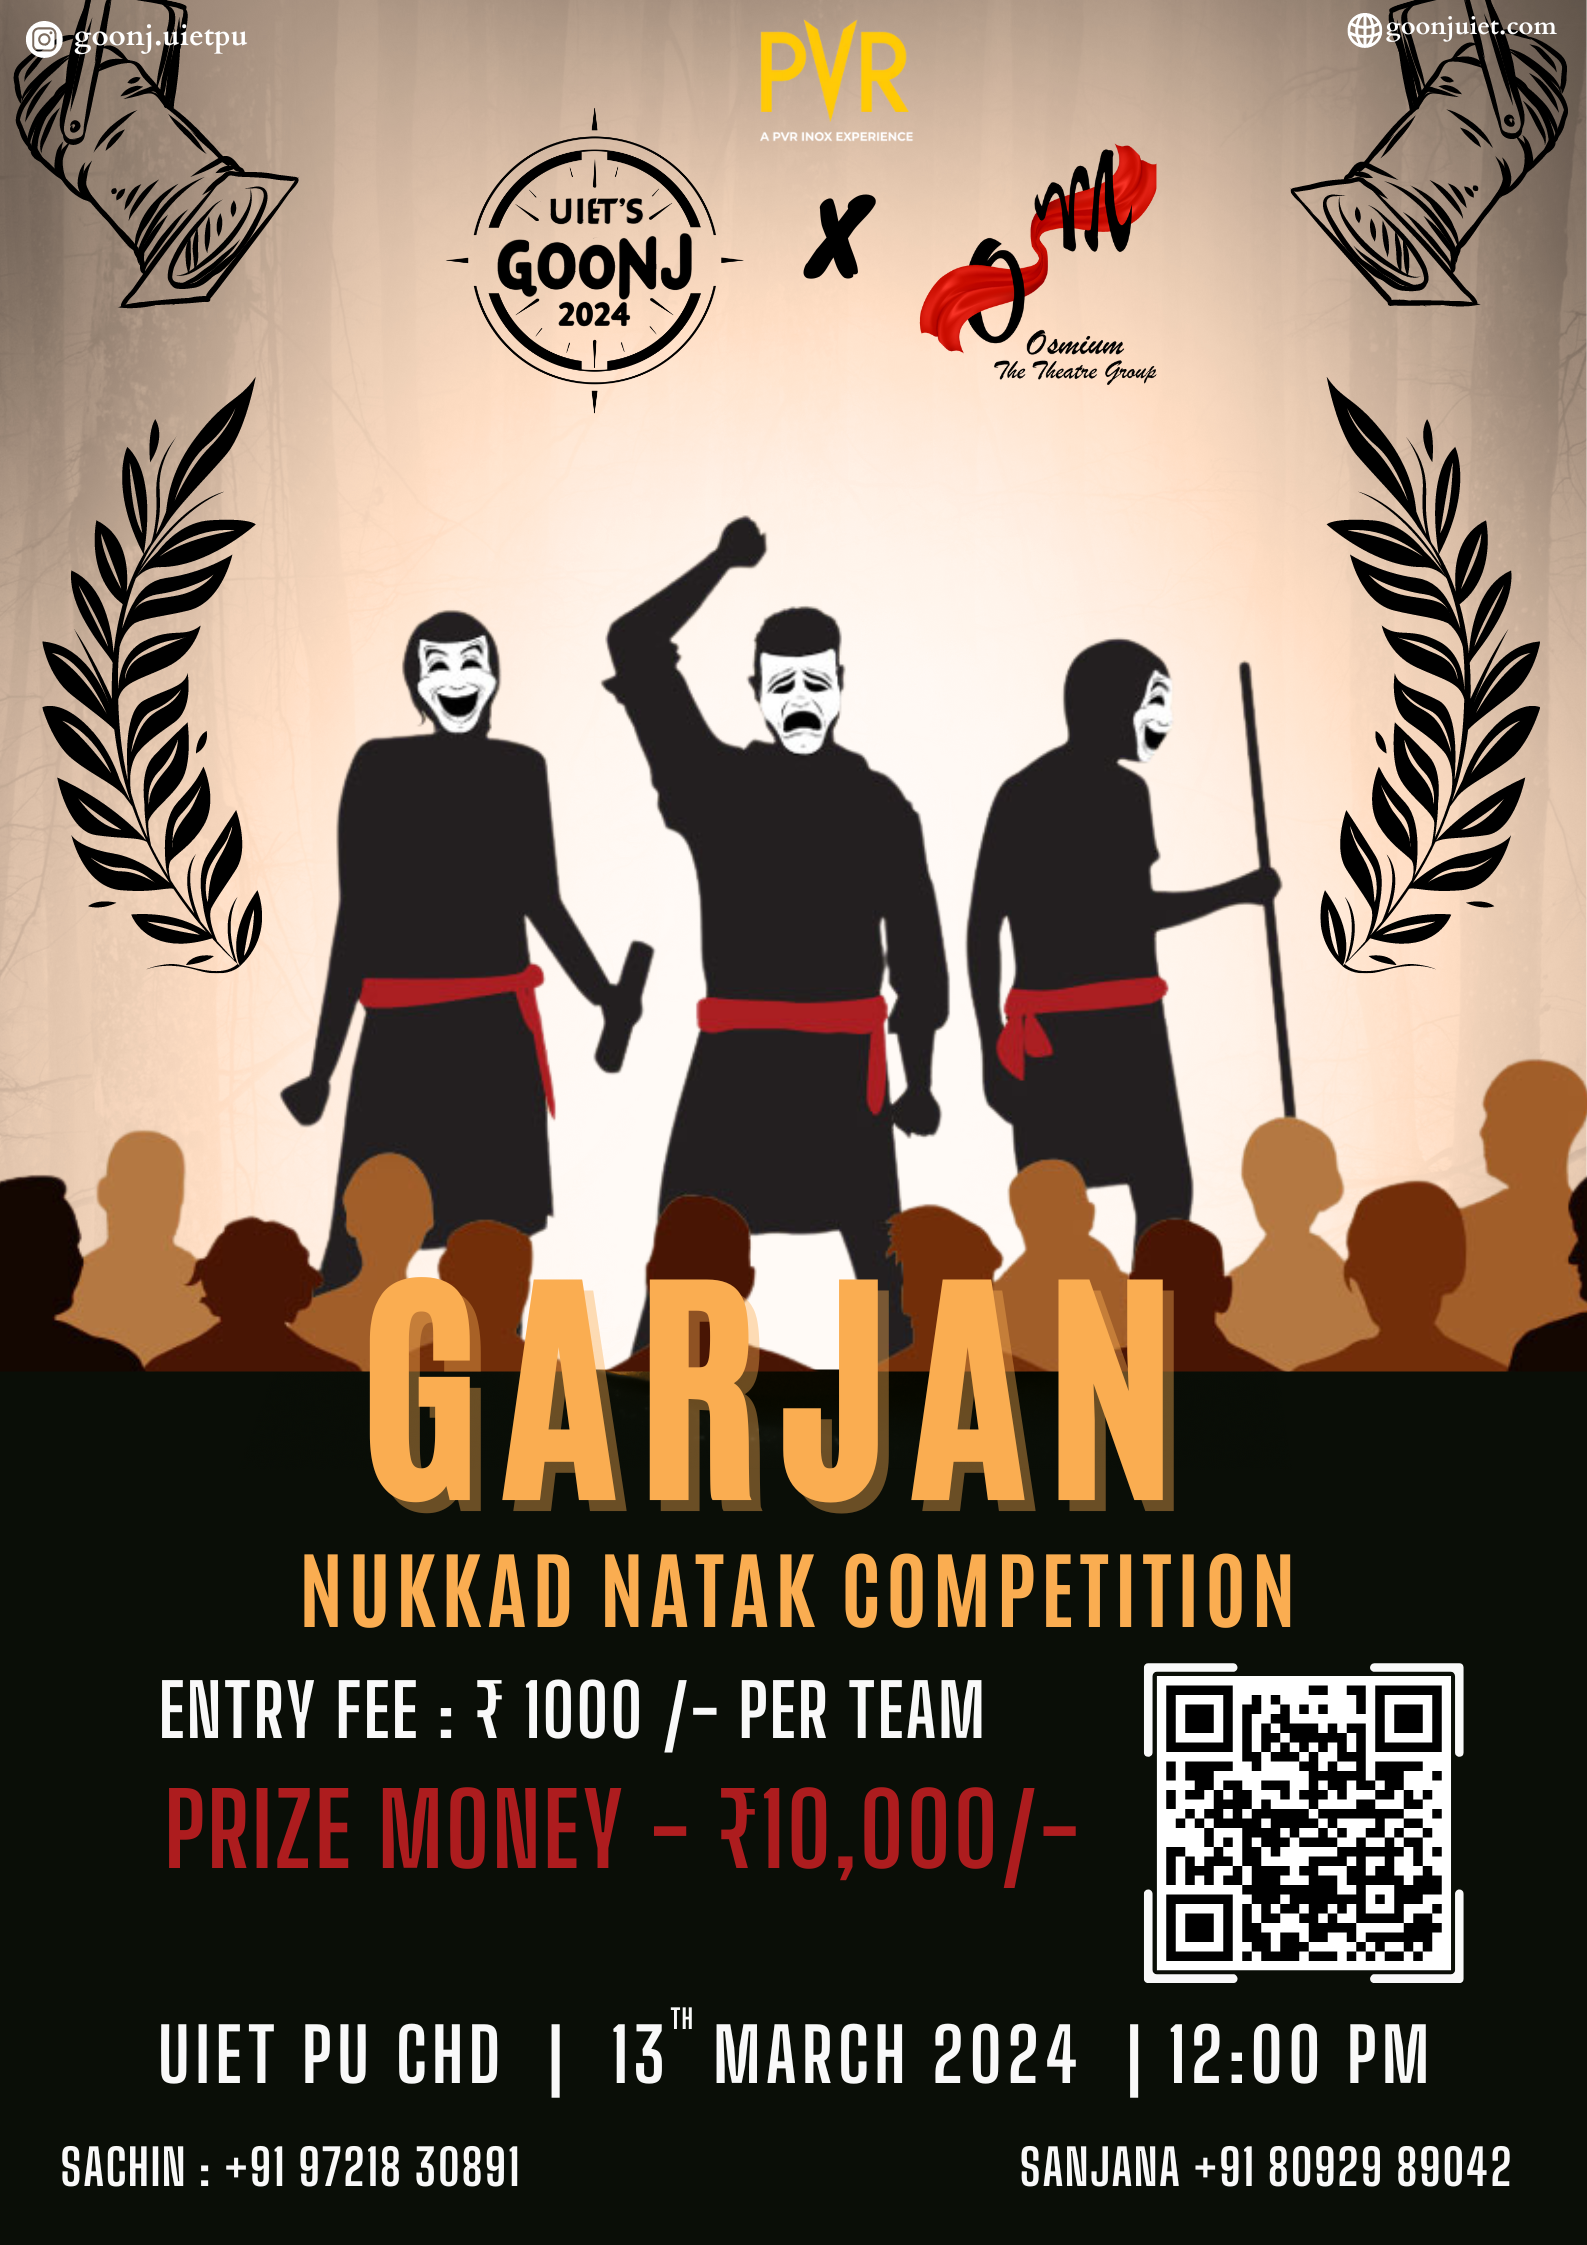 goonj.uietpu
goonjuiet.com
PVR
A PVR INOX EXPERIENCE
UIET'S
GOONJ
2024
X
Om
Osmium
The Theatre Group
GARJAN
NUKKAD NATAK COMPETITION
ENTRY FEE : ₹ 1000 /- PER TEAM
PRIZE MONEY - ₹10,000/-
UIET PU CHD | 13TH MARCH 2024 | 12:00 PM
SACHIN : +91 97218 30891
SANJANA +91 80929 89042